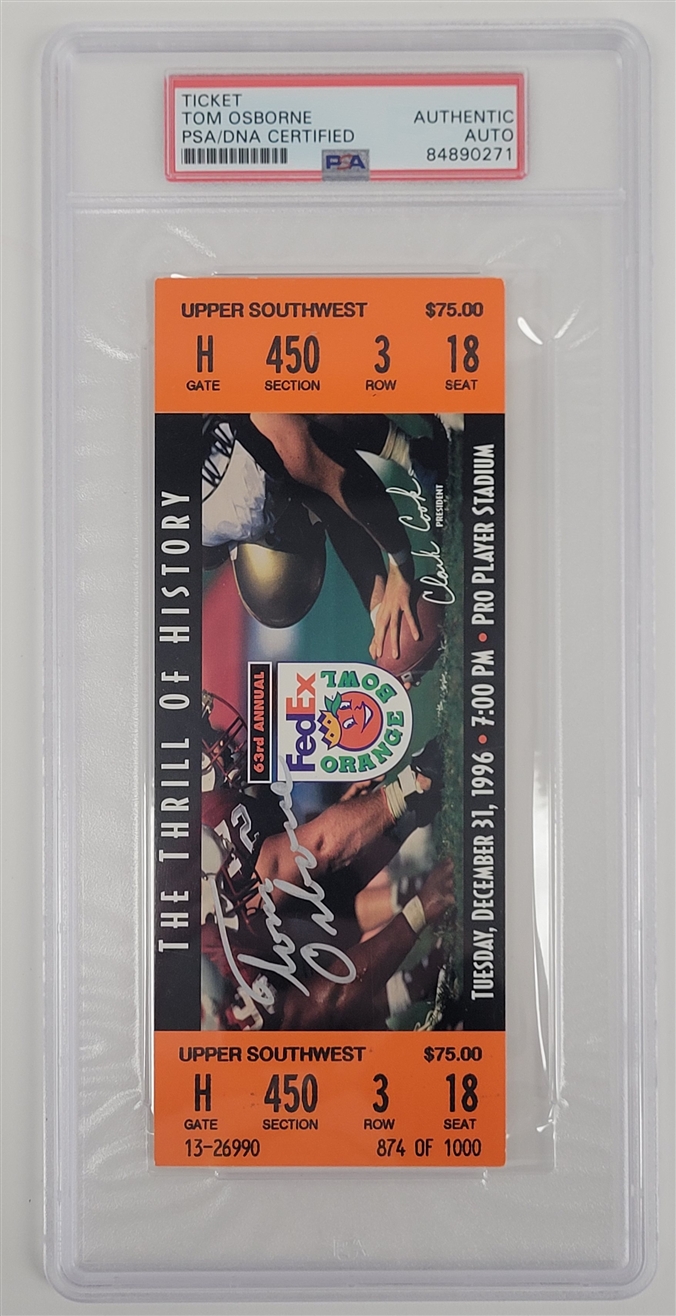 TICKET
TOM OSBORNE
PSA/DNA CERTIFIED
AUTHENTIC
AUTO
84890271
PSA
UPPER SOUTHWEST $75.00
H 450 3 18
GATE SECTION ROW SEAT
THE THRILL OF HISTORY
Clark Cook
PRESIDENT
63rd ANNUAL
FedEx
ORANGE BOWL
Tom
Osborne
TUESDAY, DECEMBER 31, 1996 • 7:00 PM • PRO PLAYER STADIUM
UPPER SOUTHWEST $75.00
H 450 3 18
GATE SECTION ROW SEAT
13-26990 874 OF 1000